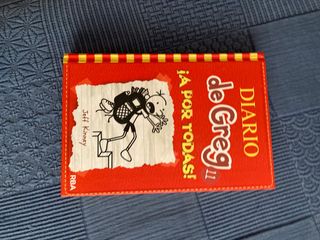 DIARIO
de Greg 11
¡A POR TODAS!
Jeff Kinney
RBA